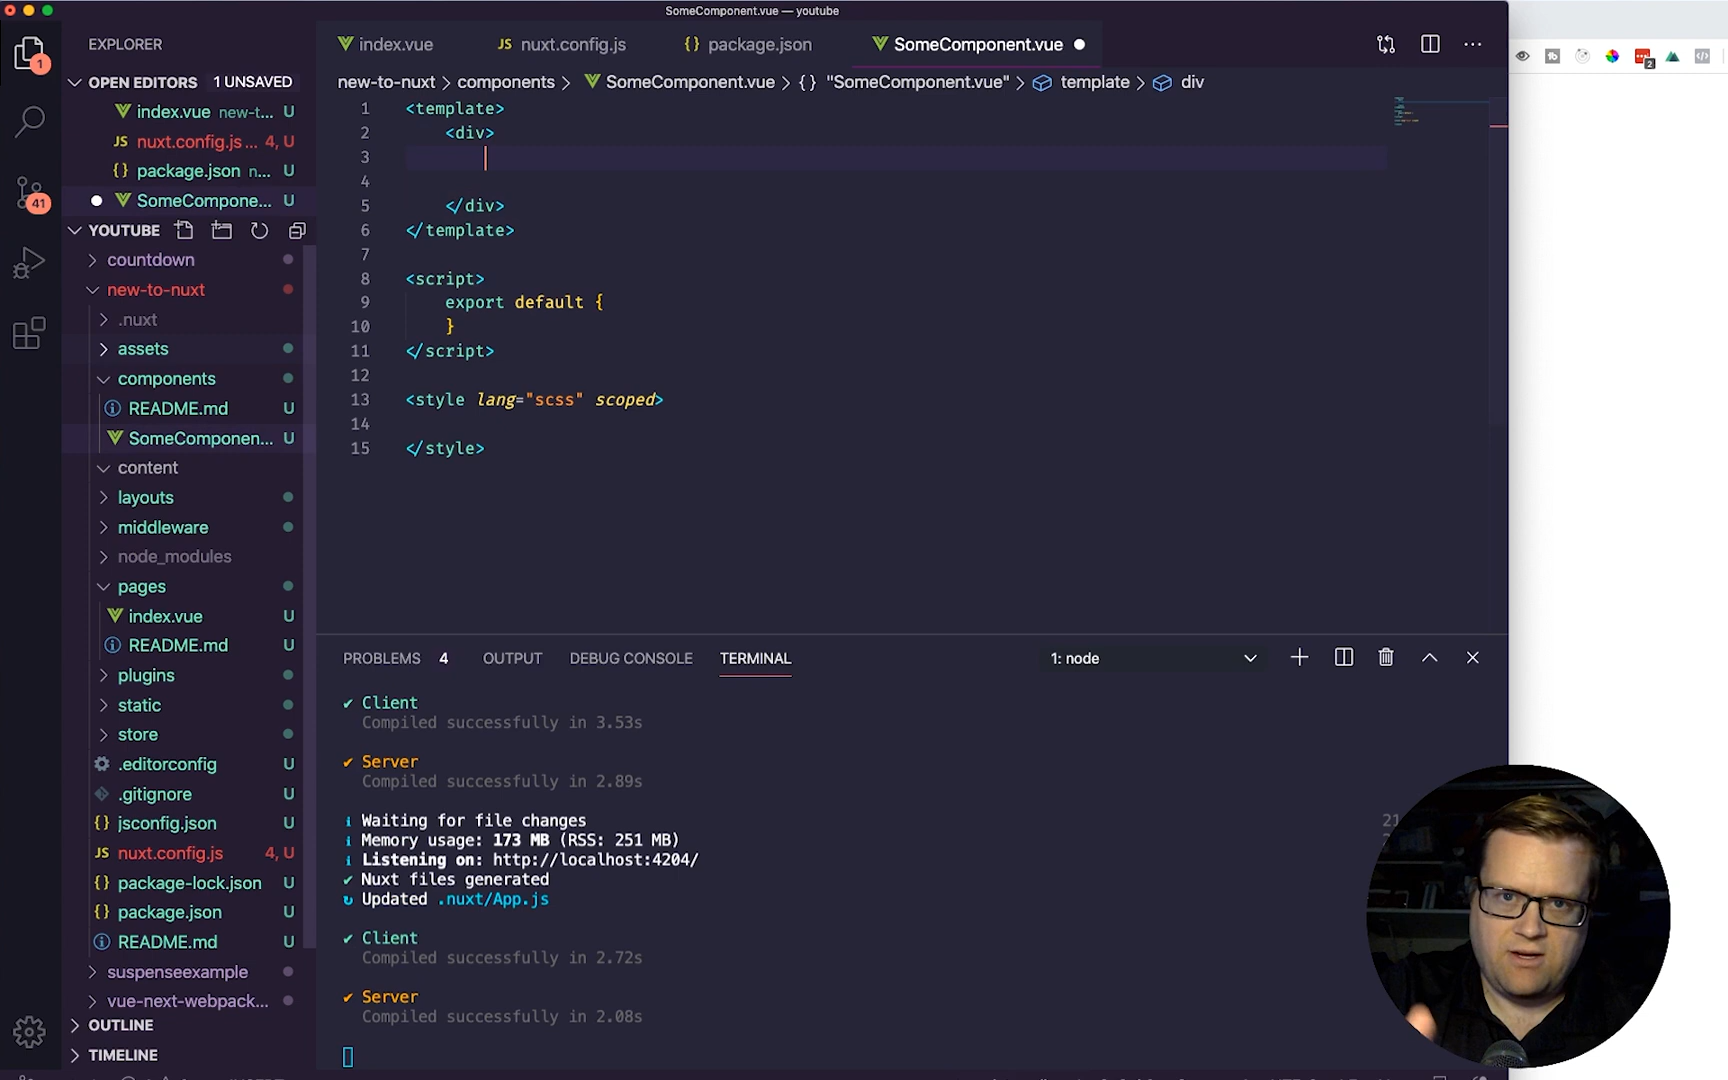 SomeComponent.vue — youtube
EXPLORER
index.vue
JS nuxt.config.js
{} package.json
SomeComponent.vue
OPEN EDITORS 1 UNSAVED
new-to-nuxt > components > SomeComponent.vue > {} "SomeComponent.vue" > template > div
index.vue new-t... U
JS nuxt.config.js ... 4, U
{} package.json n... U
SomeCompone... U
YOUTUBE
countdown
new-to-nuxt
.nuxt
assets
components
README.md U
SomeComponen... U
content
layouts
middleware
node_modules
pages
index.vue U
README.md U
plugins
static
store
.editorconfig U
.gitignore U
{} jsconfig.json U
JS nuxt.config.js 4, U
{} package-lock.json U
{} package.json U
README.md U
suspenseexample
vue-next-webpack...
OUTLINE
TIMELINE
1
41
2
1 <template>
2 <div>
3
4
5 </div>
6 </template>
7
8 <script>
9 export default {
10 }
11 </script>
12
13 <style lang="scss" scoped>
14
15 </style>
PROBLEMS 4 OUTPUT DEBUG CONSOLE TERMINAL
1: node
✔ Client
Compiled successfully in 3.53s
✔ Server
Compiled successfully in 2.89s
ℹ Waiting for file changes
ℹ Memory usage: 173 MB (RSS: 251 MB)
ℹ Listening on: http://localhost:4204/
✔ Nuxt files generated
↻ Updated .nuxt/App.js
✔ Client
Compiled successfully in 2.72s
✔ Server
Compiled successfully in 2.08s